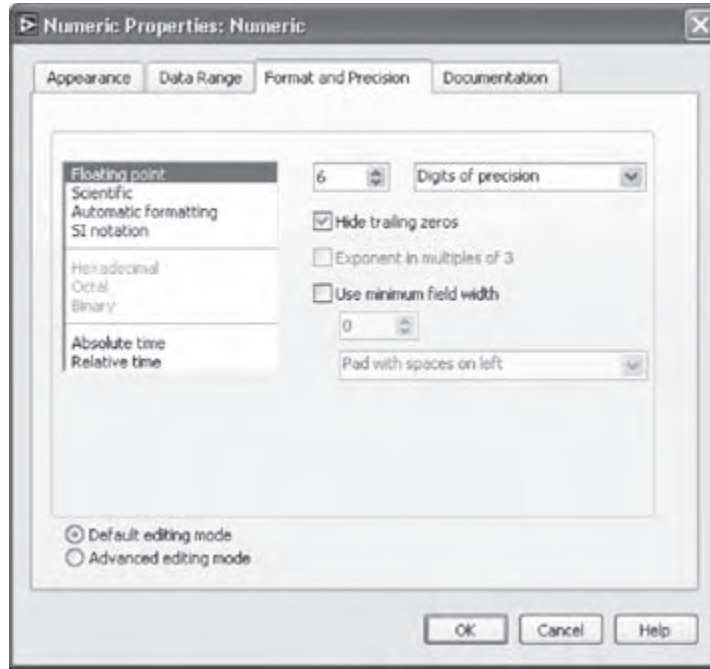 Numeric Properties: Numeric
Appearance
Data Range
Format and Precision
Documentation
Floating point
Scientific
Automatic formatting
SI notation
Hexadecimal
Octal
Binary
Absolute time
Relative time
6
Digits of precision
Hide trailing zeros
Exponent in multiples of 3
Use minimum field width
0
Pad with spaces on left
Default editing mode
Advanced editing mode
OK
Cancel
Help